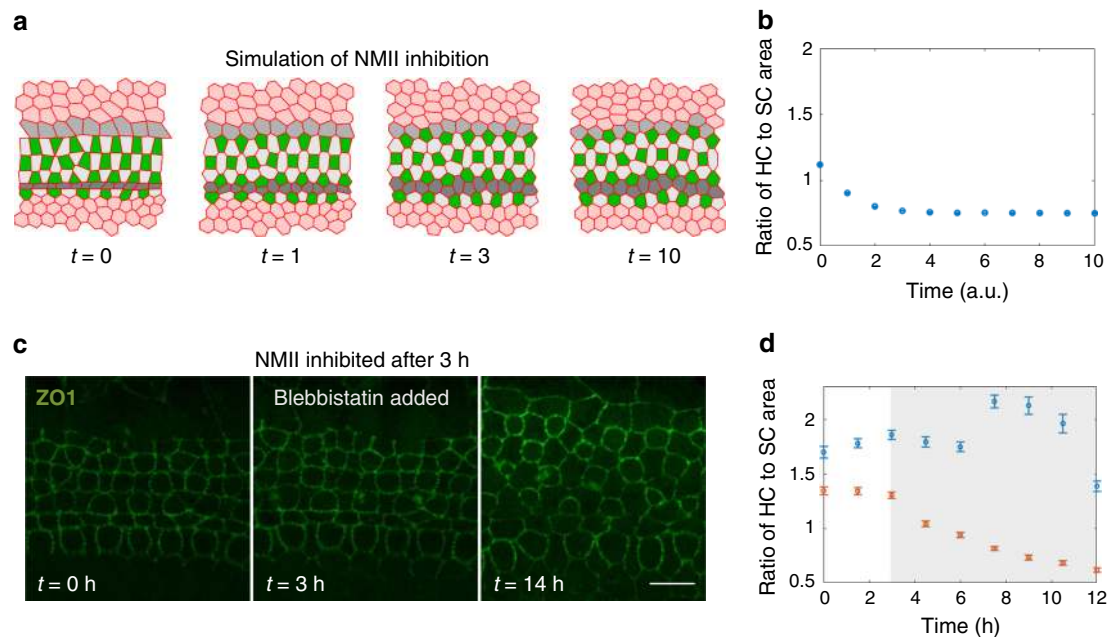 a
Simulation of NMII inhibition
t = 0
t = 1
t = 3
t = 10
b
Ratio of HC to SC area
2
1.5
1
0.5
0 2 4 6 8 10
Time (a.u.)
c
NMII inhibited after 3 h
ZO1
Blebbistatin added
t = 0 h
t = 3 h
t = 14 h
d
Ratio of HC to SC area
2
1.5
1
0.5
0 2 4 6 8 10 12
Time (h)